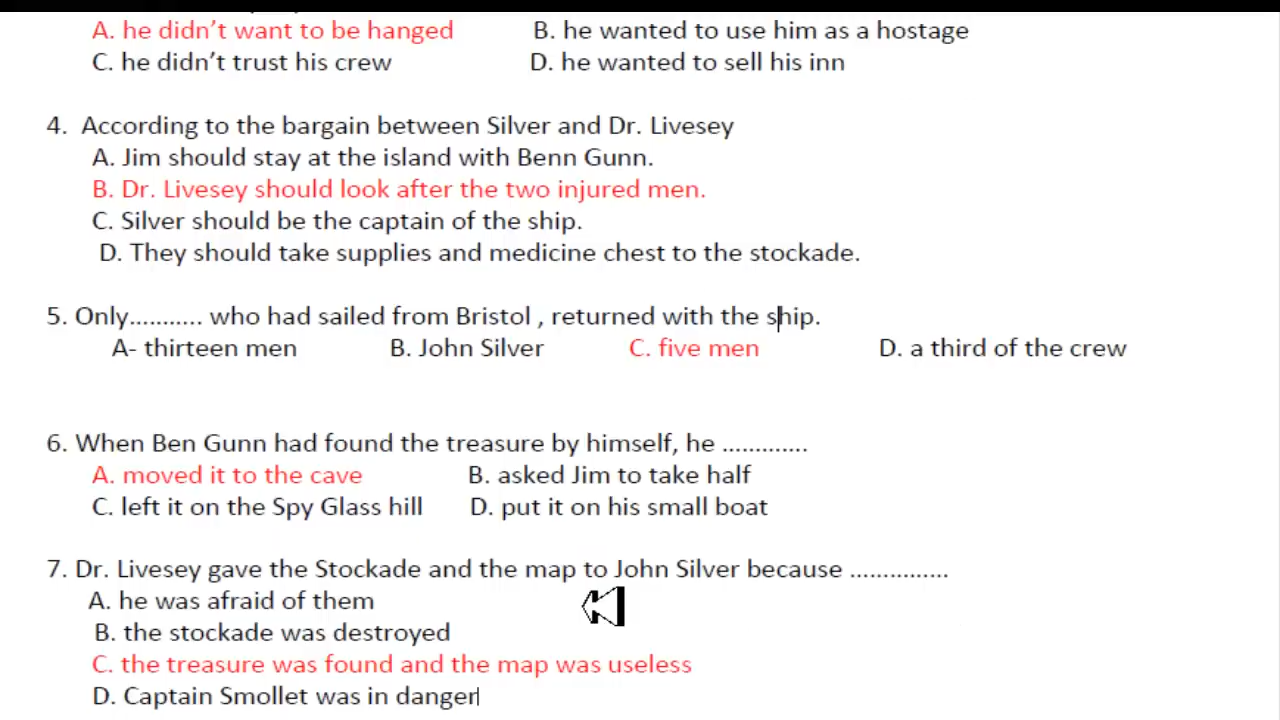 A. he didn’t want to be hanged B. he wanted to use him as a hostage
C. he didn’t trust his crew D. he wanted to sell his inn
4. According to the bargain between Silver and Dr. Livesey
A. Jim should stay at the island with Benn Gunn.
B. Dr. Livesey should look after the two injured men.
C. Silver should be the captain of the ship.
D. They should take supplies and medicine chest to the stockade.
5. Only........... who had sailed from Bristol , returned with the ship.
A- thirteen men B. John Silver C. five men D. a third of the crew
6. When Ben Gunn had found the treasure by himself, he .............
A. moved it to the cave B. asked Jim to take half
C. left it on the Spy Glass hill D. put it on his small boat
7. Dr. Livesey gave the Stockade and the map to John Silver because ...............
A. he was afraid of them
B. the stockade was destroyed
C. the treasure was found and the map was useless
D. Captain Smollet was in danger